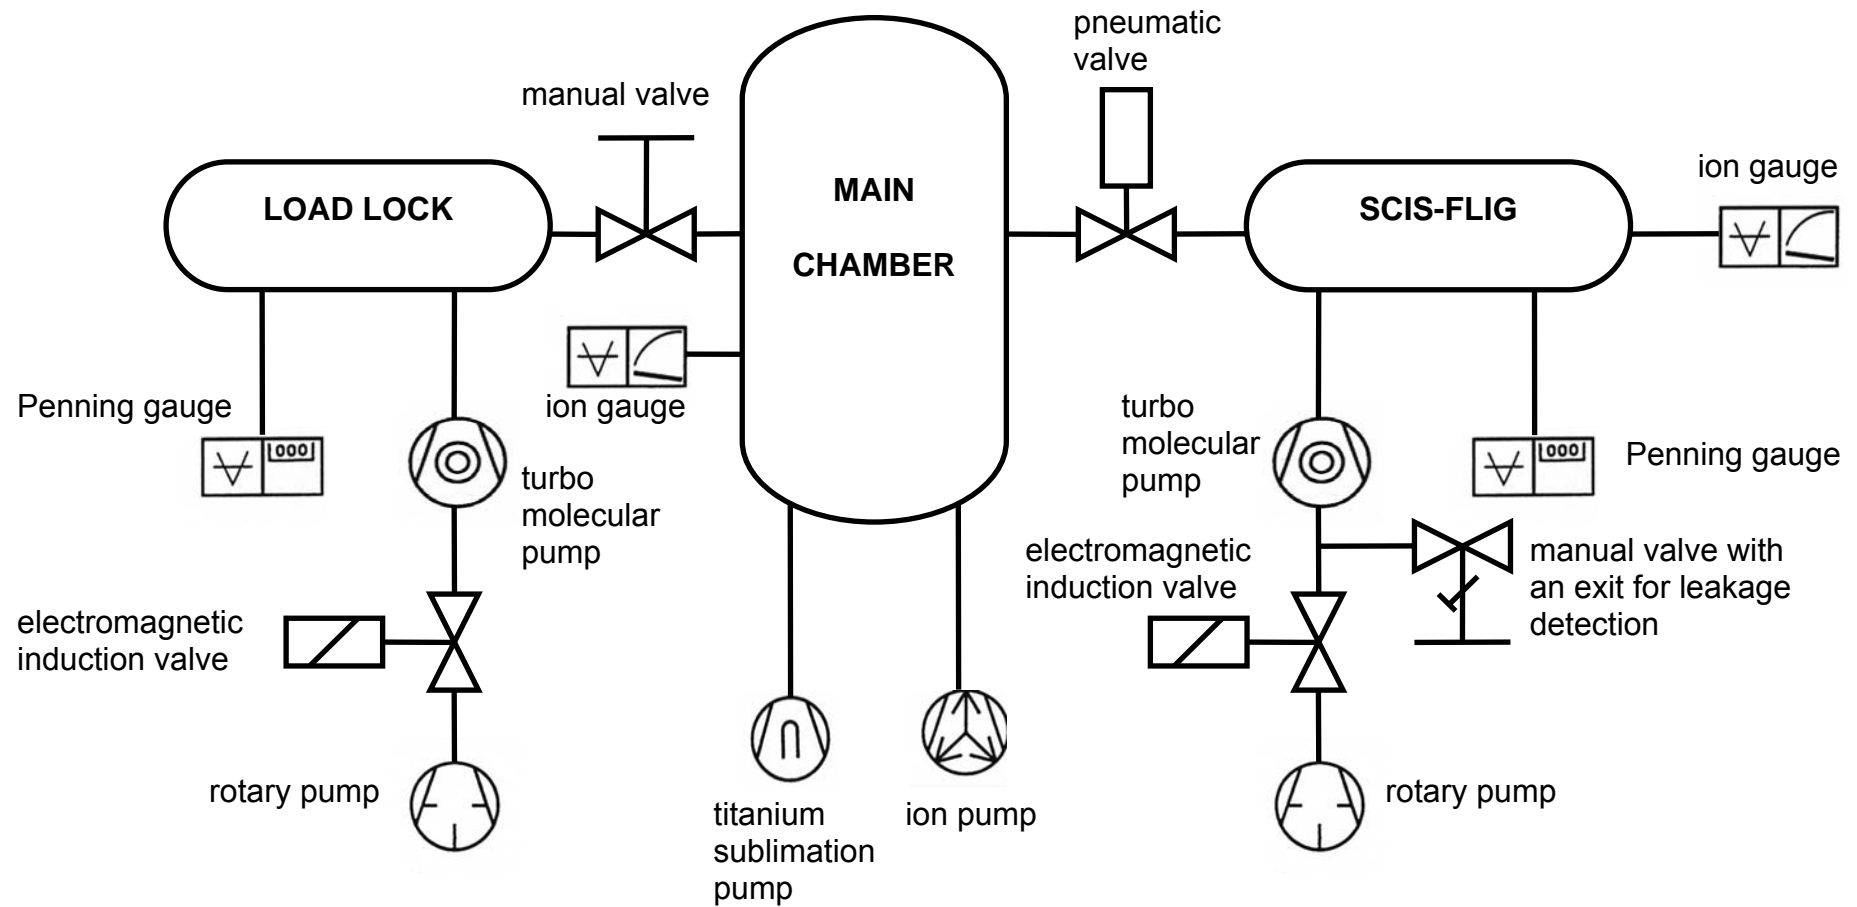 pneumatic
valve
manual valve
LOAD LOCK
MAIN
CHAMBER
SCIS-FLIG
ion gauge
Penning gauge
000
ion gauge
turbo
molecular
pump
turbo
molecular
pump
000
Penning gauge
electromagnetic
induction valve
electromagnetic
induction valve
manual valve with
an exit for leakage
detection
rotary pump
titanium
sublimation
pump
ion pump
rotary pump